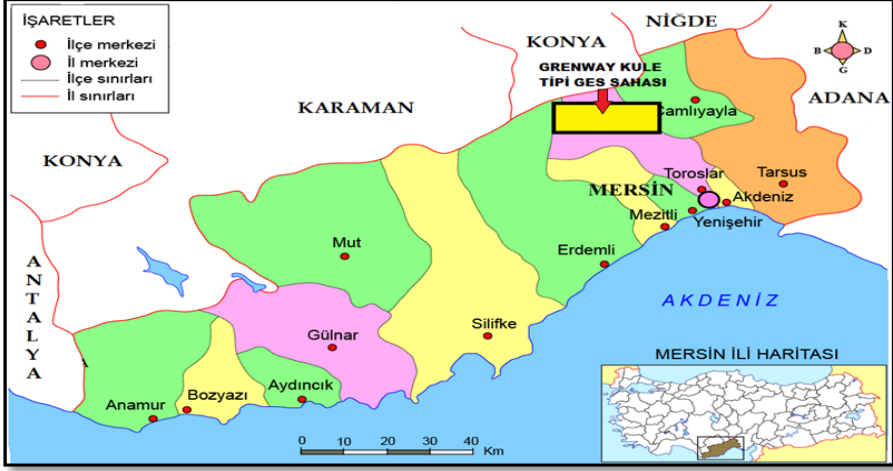 İŞARETLER
İlçe merkezi
İl merkezi
İlçe sınırları
İl sınırları
NİĞDE
KONYA
GRENWAY KULE
TİPİ GES SAHASI
K
B
D
G
KARAMAN
ADANA
Çamlıyayla
KONYA
Toroslar
Tarsus
MERSİN
Akdeniz
Mezitli
Yenişehir
Mut
Erdemli
ANTALYA
AKDENİZ
Silifke
Gülnar
MERSİN İLİ HARİTASI
Aydıncık
Bozyazı
Anamur
0 10 20 30 40
Km